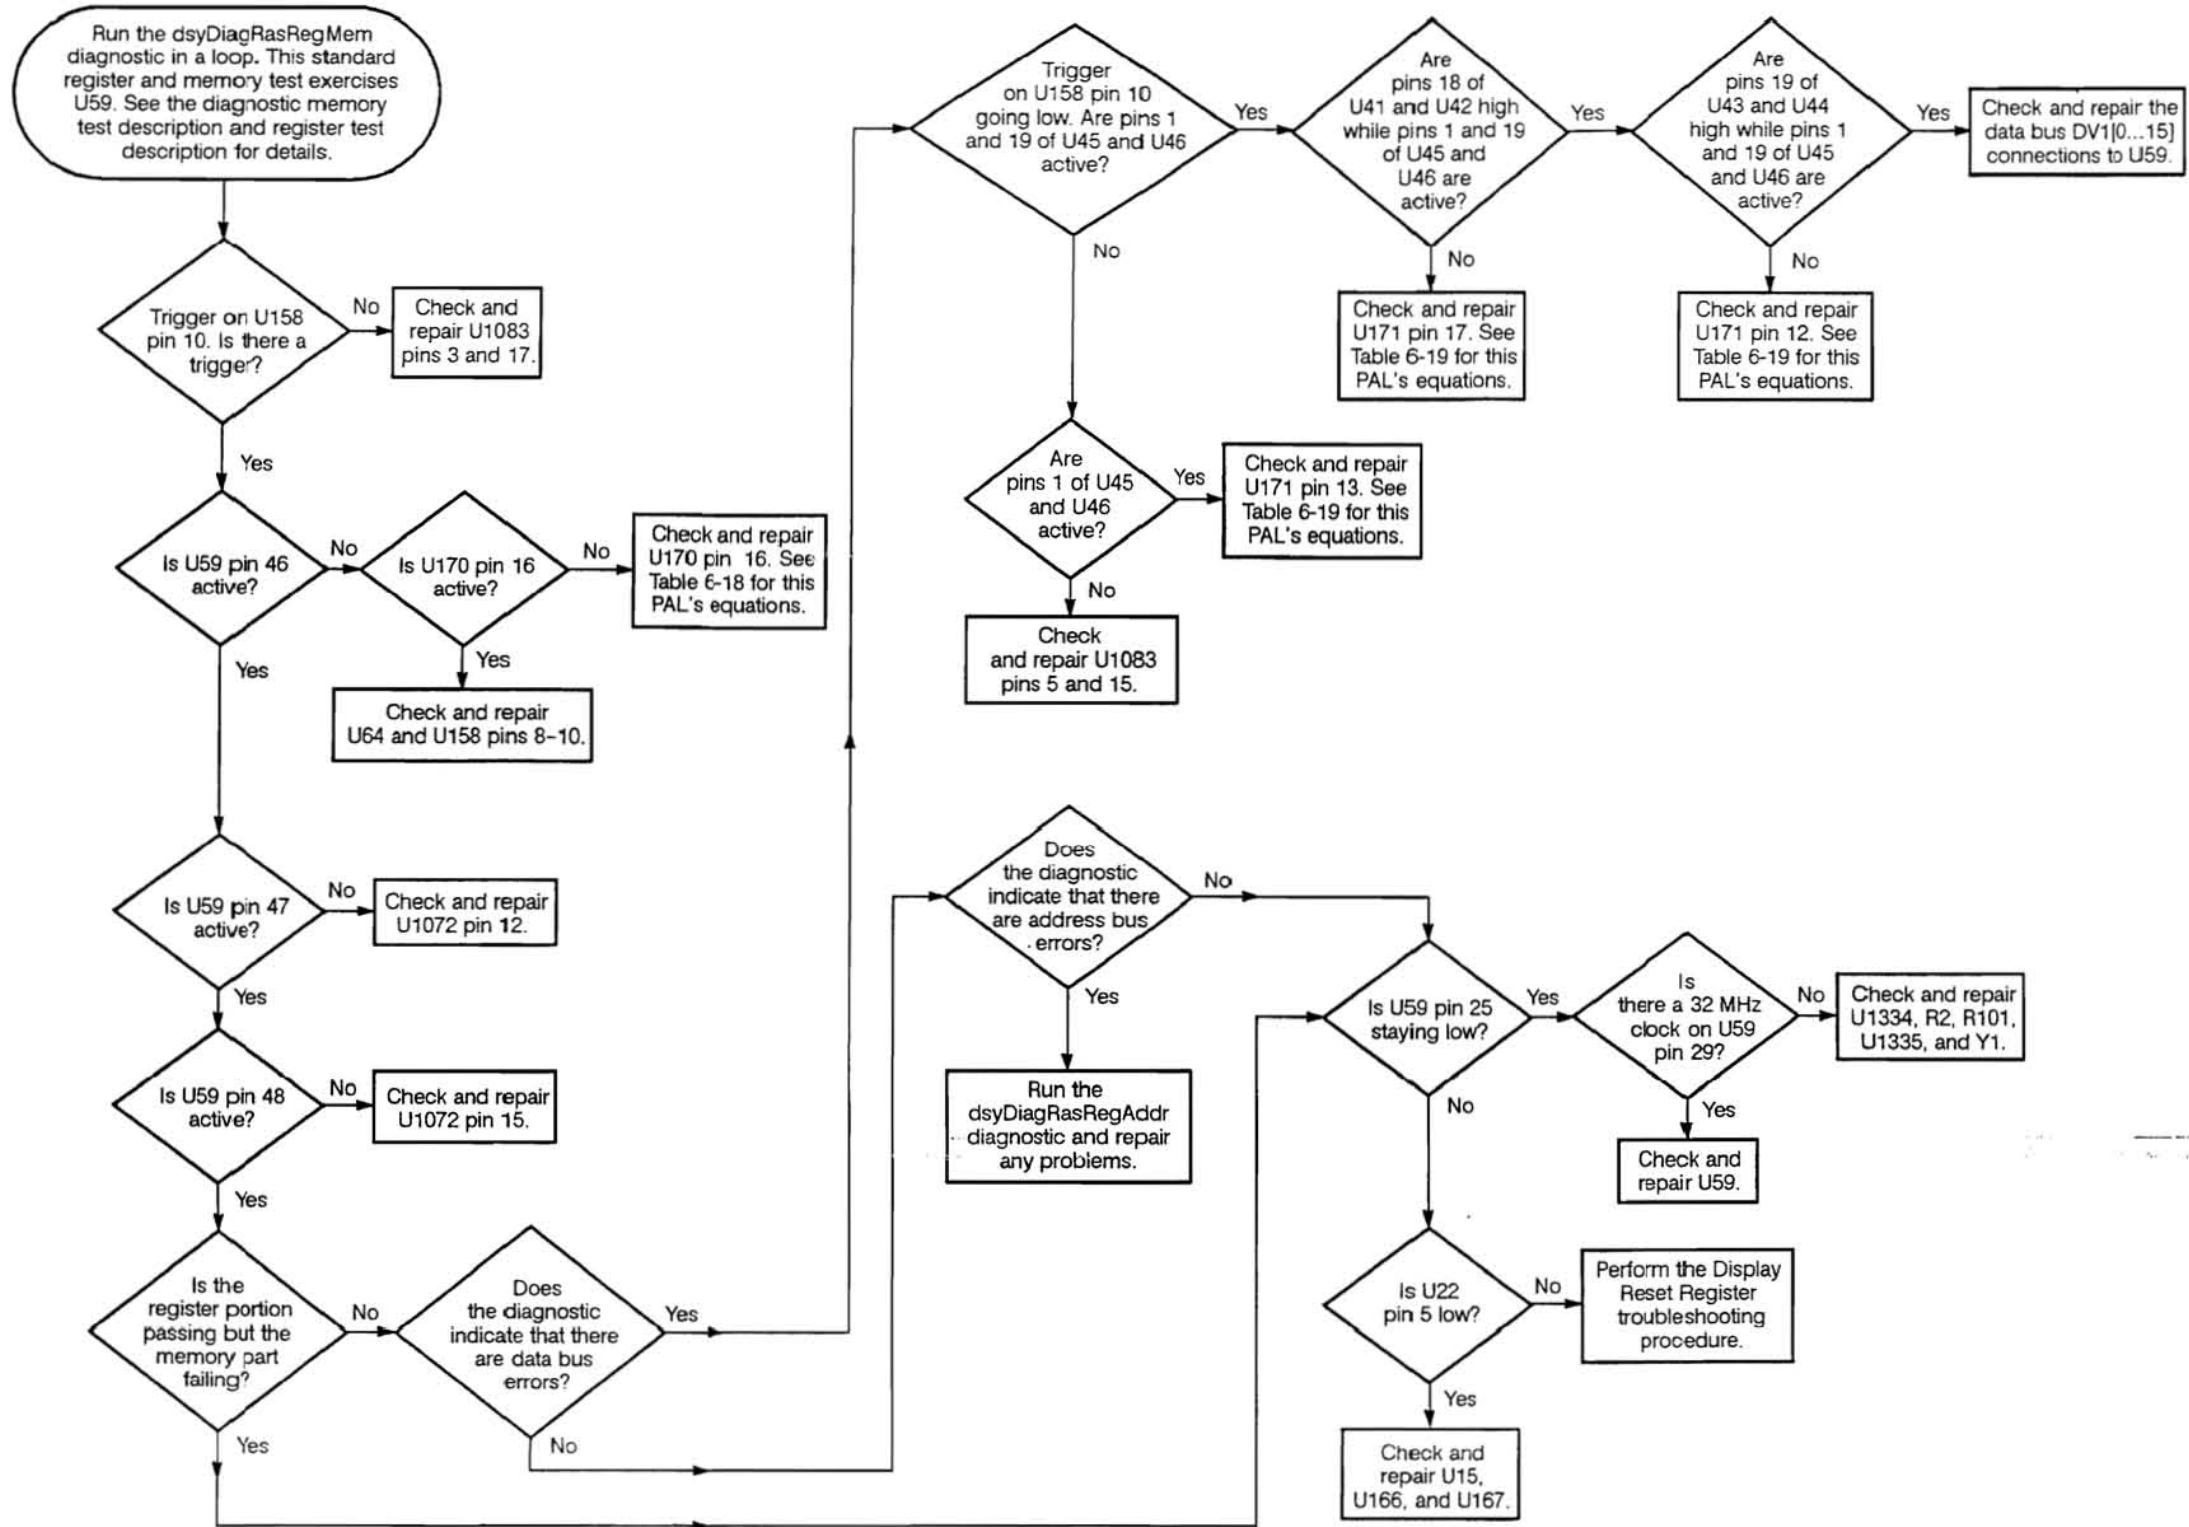 Run the dsyDiagRasRegMem
diagnostic in a loop. This standard
register and memory test exercises
U59. See the diagnostic memory
test description and register test
description for details.
Trigger on U158
pin 10. Is there a
trigger?
No
Check and
repair U1083
pins 3 and 17.
Yes
Is U59 pin 46
active?
No
Is U170 pin 16
active?
No
Check and repair
U170 pin 16. See
Table 6-18 for this
PAL's equations.
Yes
Check and repair
U64 and U158 pins 8-10.
Yes
Is U59 pin 47
active?
No
Check and repair
U1072 pin 12.
Yes
Is U59 pin 48
active?
No
Check and repair
U1072 pin 15.
Yes
Is the
register portion
passing but the
memory part
failing?
No
Does
the diagnostic
indicate that there
are data bus
errors?
Yes
No
Yes
Trigger
on U158 pin 10
going low. Are pins 1
and 19 of U45 and U46
active?
Yes
Are
pins 18 of
U41 and U42 high
while pins 1 and 19
of U45 and
U46 are
active?
Yes
Are
pins 19 of
U43 and U44
high while pins 1
and 19 of U45
and U46 are
active?
Yes
Check and repair the
data bus DV1[0...15]
connections to U59.
No
Check and repair
U171 pin 17. See
Table 6-19 for this
PAL's equations.
No
Check and repair
U171 pin 12. See
Table 6-19 for this
PAL's equations.
No
Are
pins 1 of U45
and U46
active?
Yes
Check and repair
U171 pin 13. See
Table 6-19 for this
PAL's equations.
No
Check
and repair U1083
pins 5 and 15.
Does
the diagnostic
indicate that there
are address bus
errors?
No
Yes
Run the
dsyDiagRasRegAddr
diagnostic and repair
any problems.
Is U59 pin 25
staying low?
Yes
Is
there a 32 MHz
clock on U59
pin 29?
No
Check and repair
U1334, R2, R101,
U1335, and Y1.
Yes
Check and
repair U59.
No
Is U22
pin 5 low?
No
Perform the Display
Reset Register
troubleshooting
procedure.
Yes
Check and
repair U15,
U166, and U167.